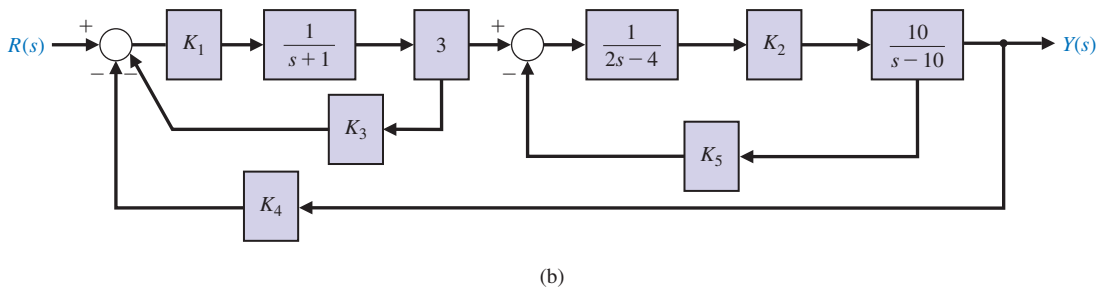 R(s)
+
−
−
K₁
1
s + 1
3
+
−
1
2s − 4
K₂
10
s − 10
Y(s)
K₃
K₅
K₄
(b)